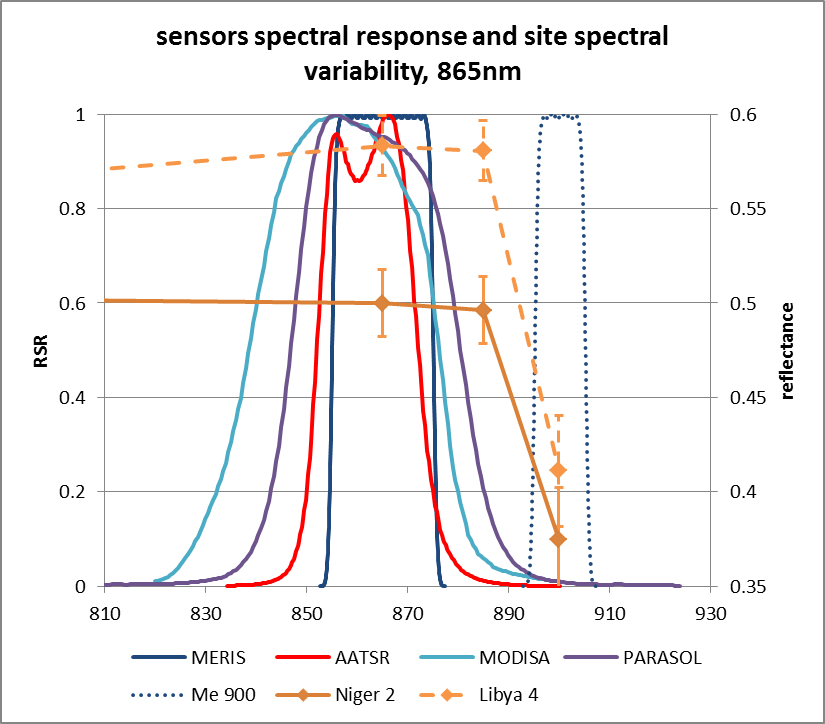 sensors spectral response and site spectral
variability, 865nm
1
0.8
0.6
0.4
0.2
0
RSR
0.6
0.55
0.5
0.45
0.4
0.35
reflectance
810 830 850 870 890 910 930
MERIS AATSR MODISA PARASOL
Me 900 Niger 2 Libya 4